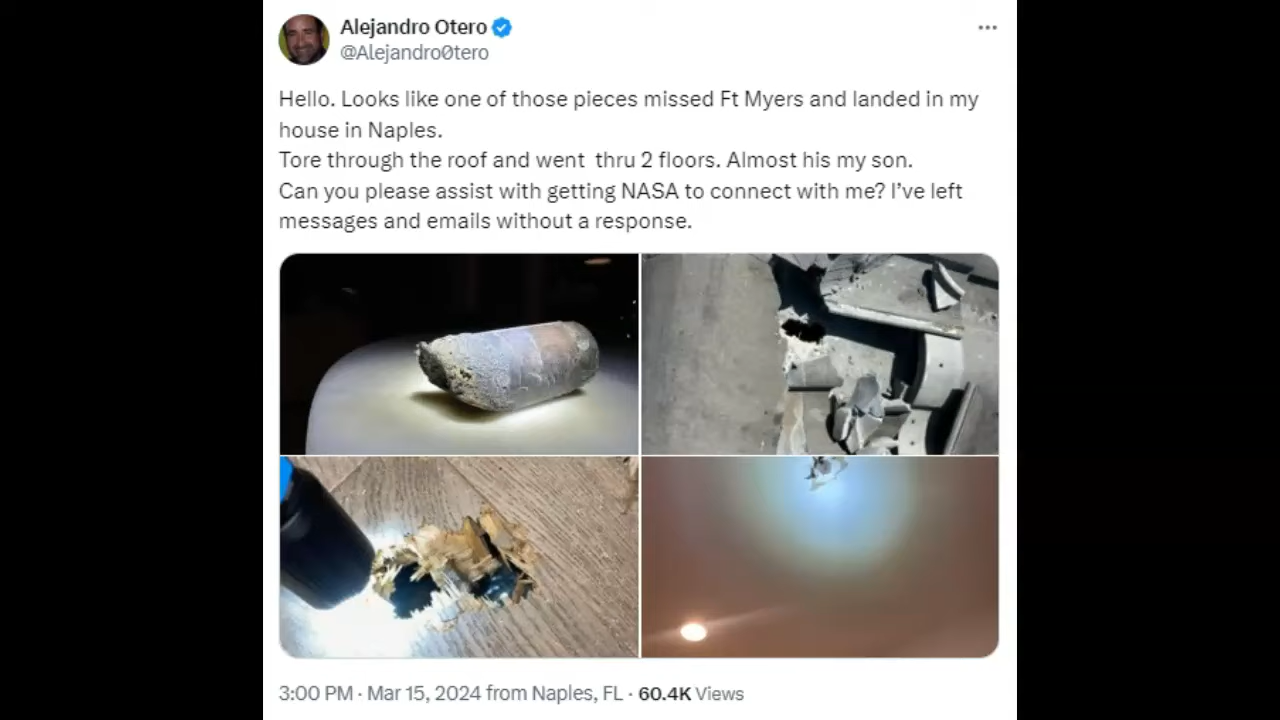 Alejandro Otero
@Alejandro0tero
Hello. Looks like one of those pieces missed Ft Myers and landed in my
house in Naples.
Tore through the roof and went  thru 2 floors. Almost his my son.
Can you please assist with getting NASA to connect with me? I’ve left
messages and emails without a response.
3:00 PM · Mar 15, 2024 from Naples, FL · 60.4K Views